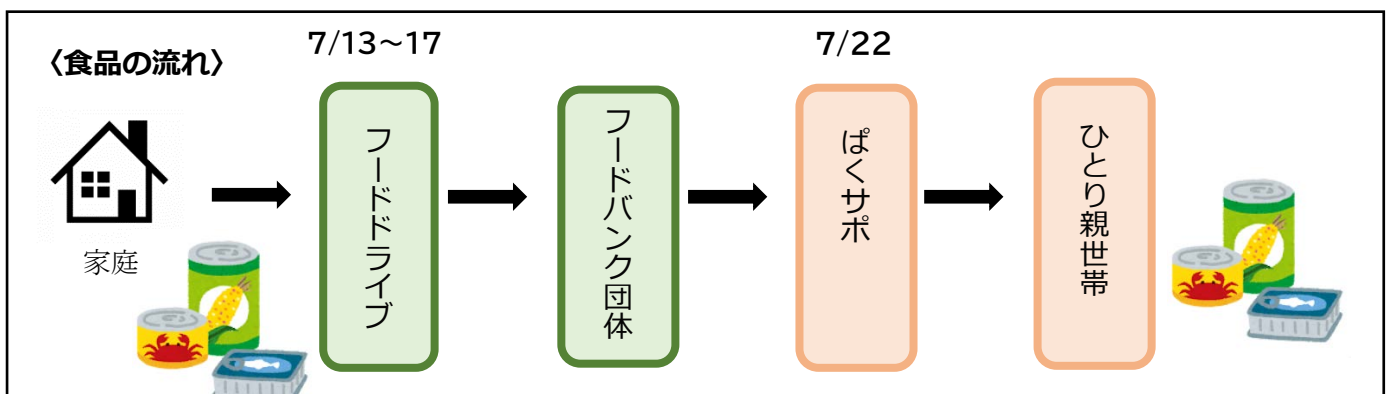 〈食品の流れ〉
7/13～17
7/22
家庭
フードドライブ
フードバンク団体
ぱくサポ
ひとり親世帯